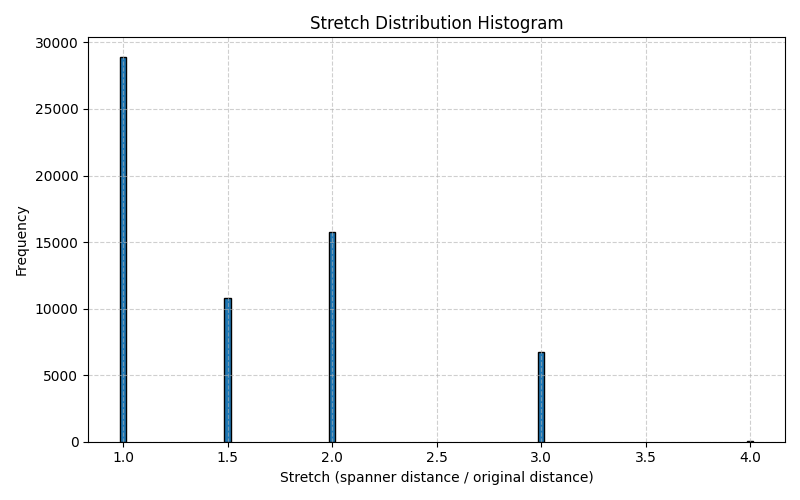 Stretch Distribution Histogram
30000
25000
20000
15000
10000
5000
0
Frequency
1.0 1.5 2.0 2.5 3.0 3.5 4.0
Stretch (spanner distance / original distance)